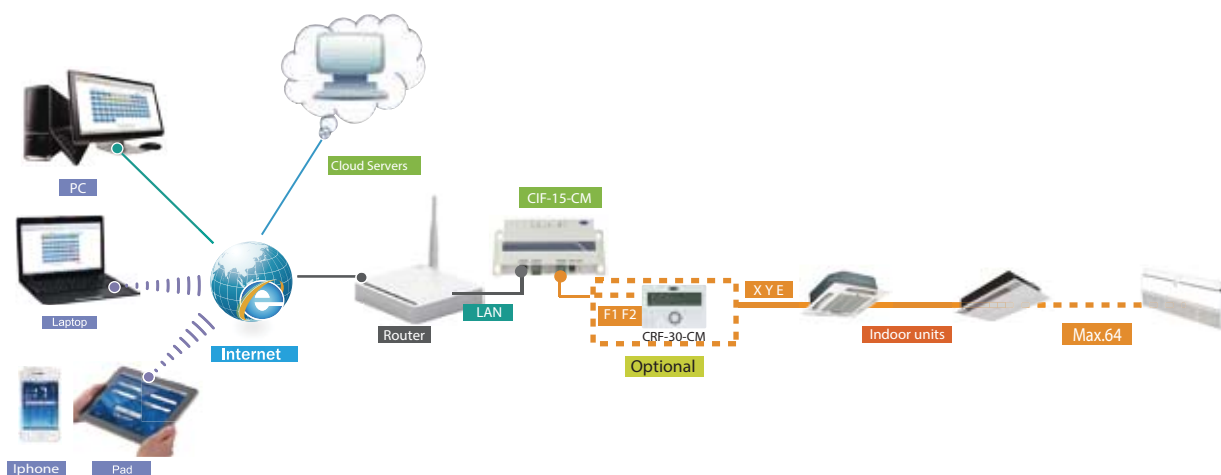 Cloud Servers
PC
CIF-15-CM
X Y E
F1 F2
LAN
Laptop
Router
CRF-30-CM
Indoor units
Max.64
Internet
Optional
Iphone
Pad